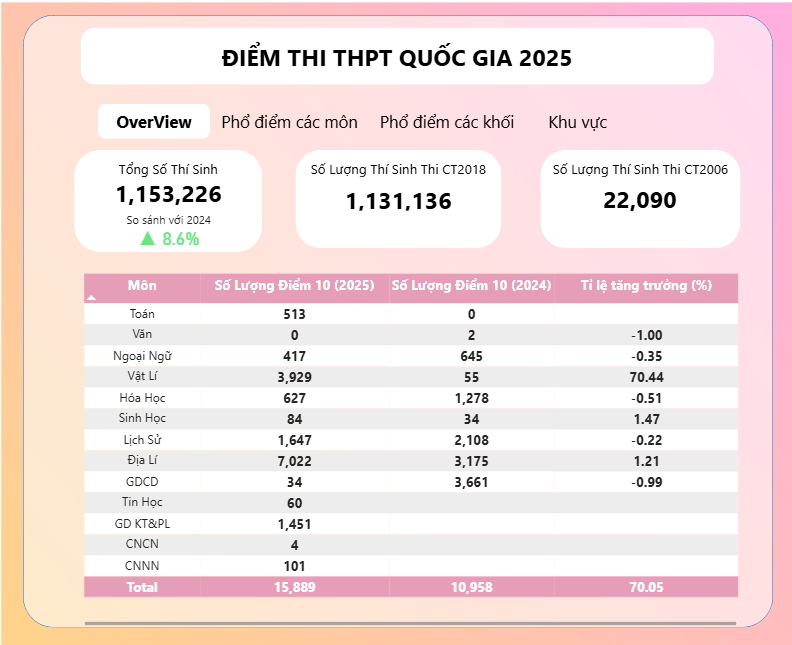 ĐIỂM THI THPT QUỐC GIA 2025
OverView Phổ điểm các môn Phổ điểm các khối Khu vực
Tổng Số Thí Sinh
1,153,226
So sánh với 2024
▲ 8.6%
Số Lượng Thí Sinh Thi CT2018
1,131,136
Số Lượng Thí Sinh Thi CT2006
22,090
Môn Số Lượng Điểm 10 (2025) Số Lượng Điểm 10 (2024) Tỉ lệ tăng trưởng (%)
Toán 513 0
Văn 0 2 -1.00
Ngoại Ngữ 417 645 -0.35
Vật Lí 3,929 55 70.44
Hóa Học 627 1,278 -0.51
Sinh Học 84 34 1.47
Lịch Sử 1,647 2,108 -0.22
Địa Lí 7,022 3,175 1.21
GDCD 34 3,661 -0.99
Tin Học 60
GD KT&PL 1,451
CNCN 4
CNNN 101
Total 15,889 10,958 70.05